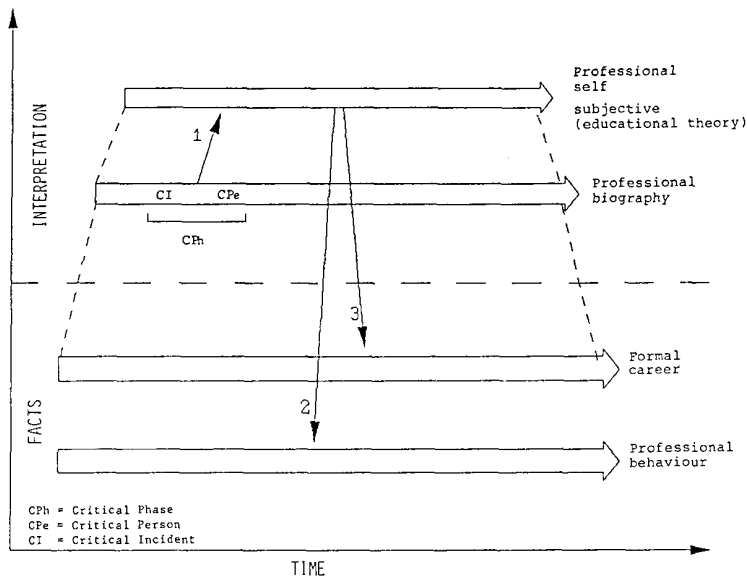 Professional
self
subjective
(educational theory)
1
INTERPRETATION
CI CPe
Professional
biography
CPh
3
Formal
career
2
FACTS
Professional
behaviour
CPh = Critical Phase
CPe = Critical Person
CI = Critical Incident
TIME